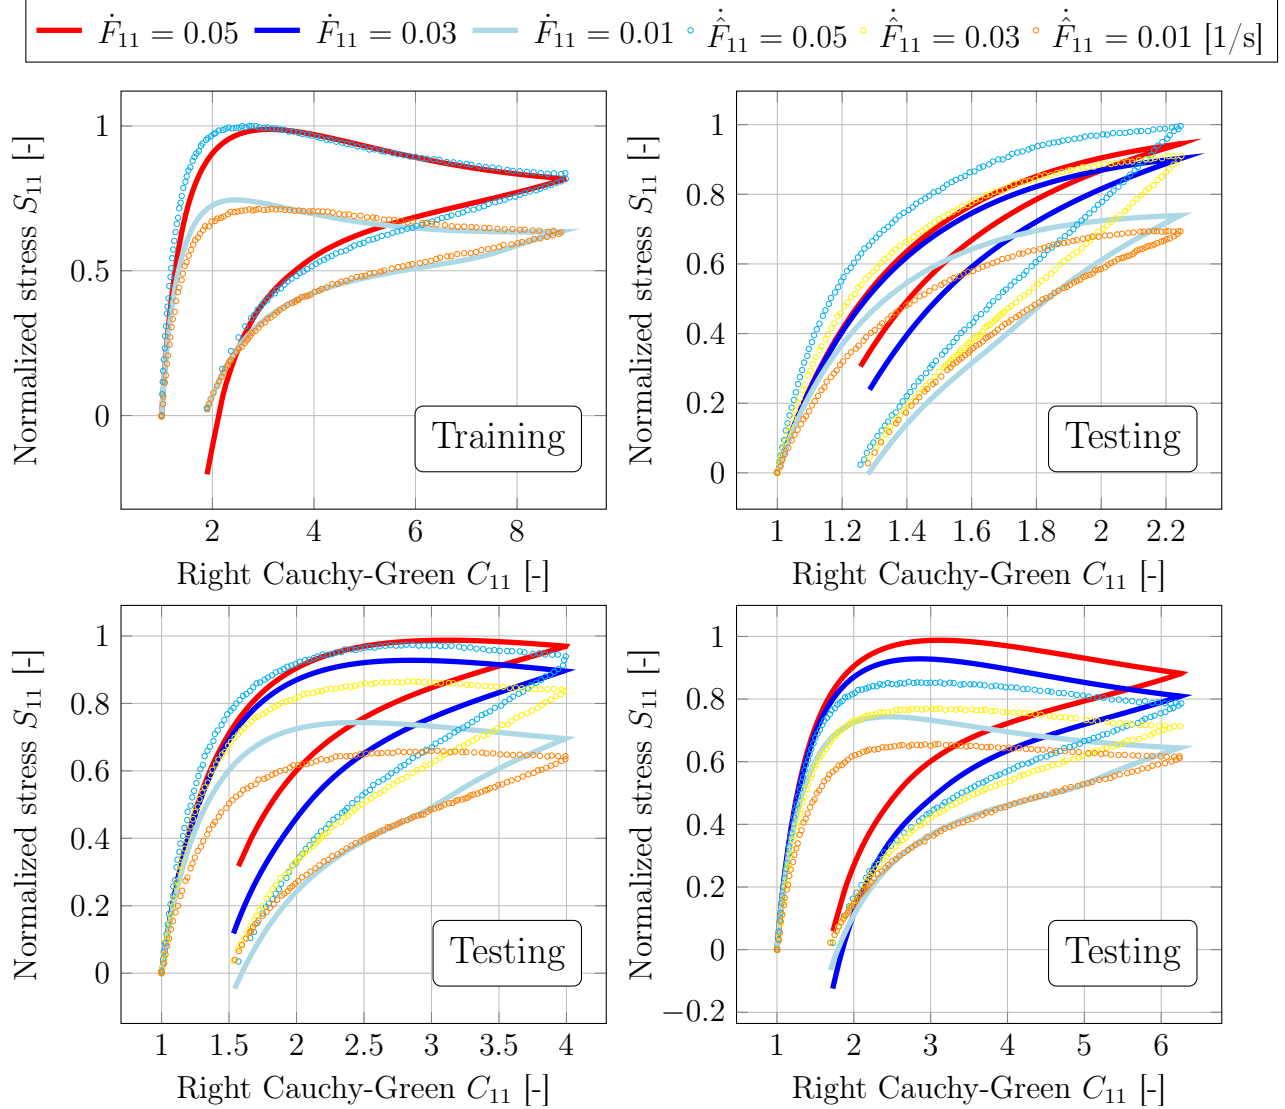 Ḟ₁₁ = 0.05 Ḟ₁₁ = 0.03 Ḟ₁₁ = 0.01 F̂̇₁₁ = 0.05 F̂̇₁₁ = 0.03 F̂̇₁₁ = 0.01 [1/s]
Normalized stress S₁₁ [-]
1
0.5
0
Training
2 4 6 8
Right Cauchy-Green C₁₁ [-]
Normalized stress S₁₁ [-]
1
0.8
0.6
0.4
0.2
0
Testing
1 1.2 1.4 1.6 1.8 2 2.2
Right Cauchy-Green C₁₁ [-]
Normalized stress S₁₁ [-]
1
0.8
0.6
0.4
0.2
0
Testing
1 1.5 2 2.5 3 3.5 4
Right Cauchy-Green C₁₁ [-]
Normalized stress S₁₁ [-]
1
0.8
0.6
0.4
0.2
0
−0.2
Testing
1 2 3 4 5 6
Right Cauchy-Green C₁₁ [-]